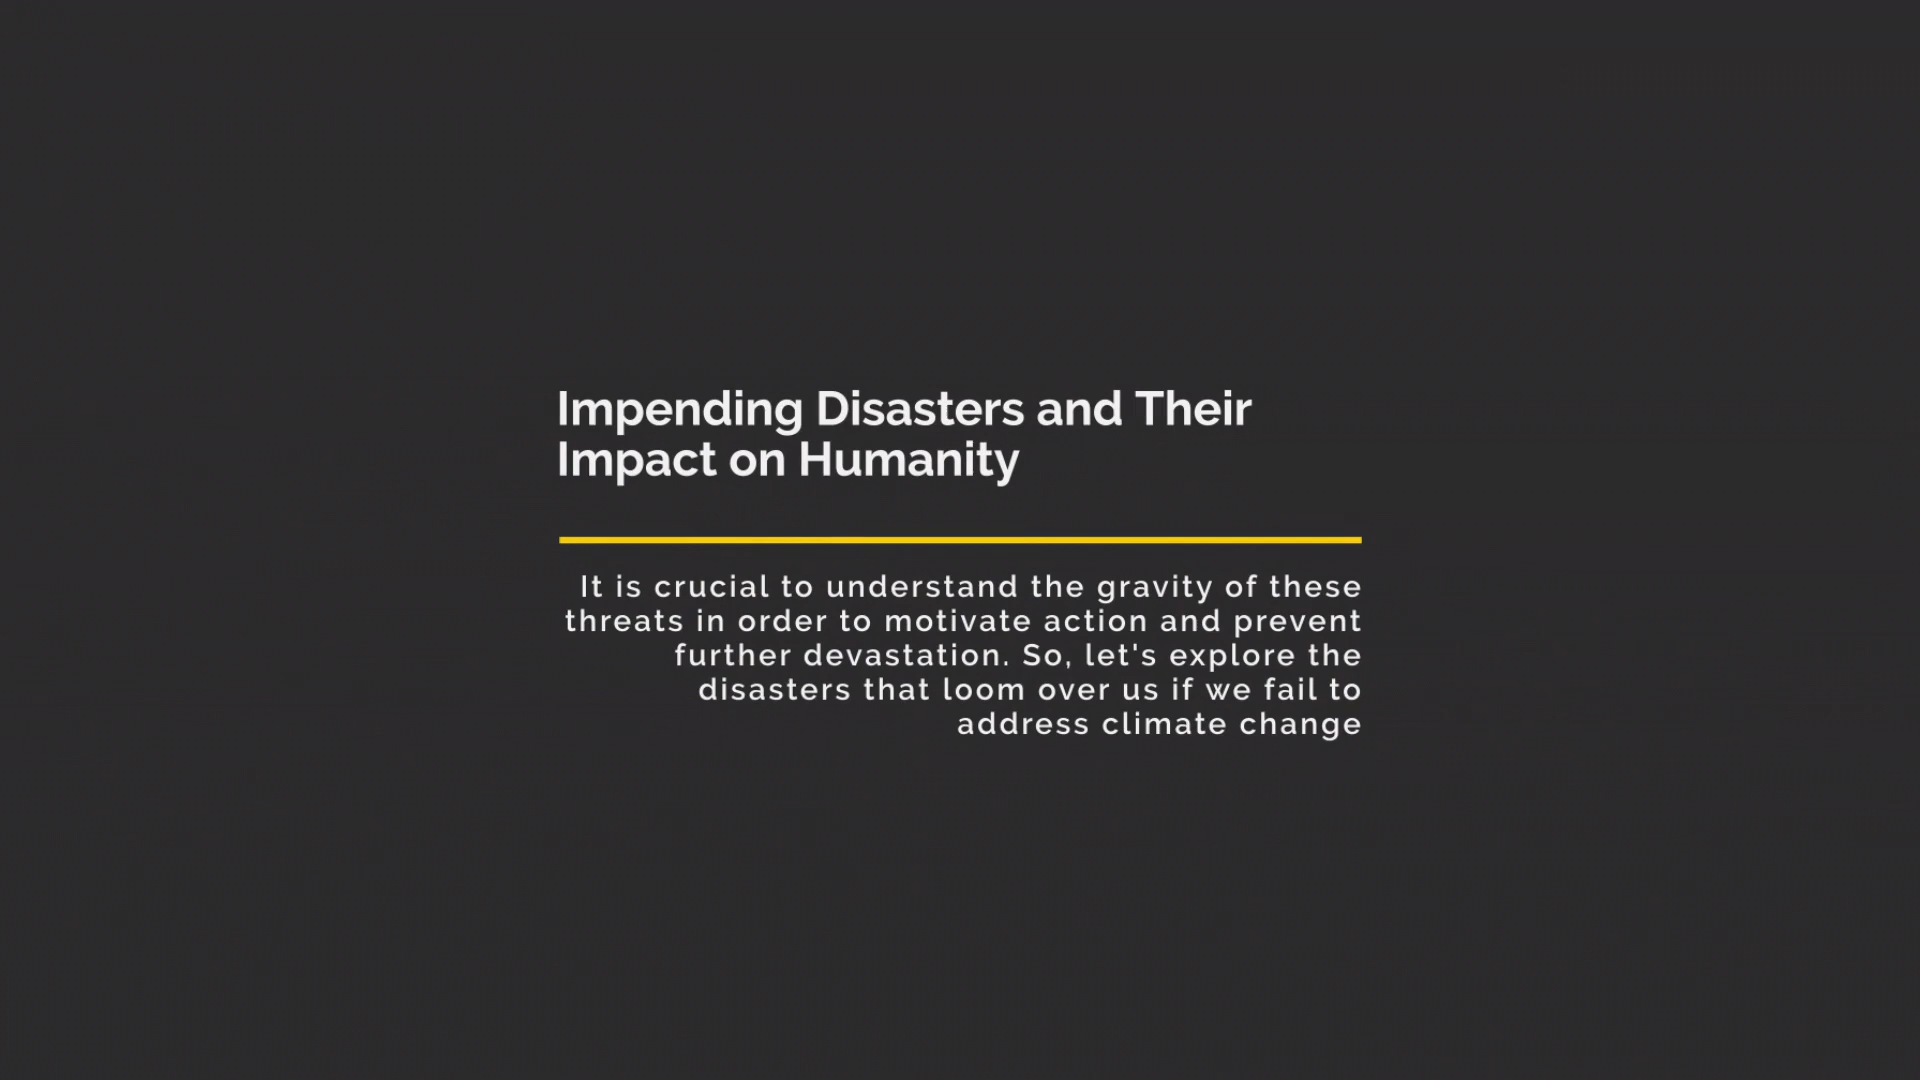 Impending Disasters and Their
Impact on Humanity
It is crucial to understand the gravity of these
threats in order to motivate action and prevent
further devastation. So, let's explore the
disasters that loom over us if we fail to
address climate change